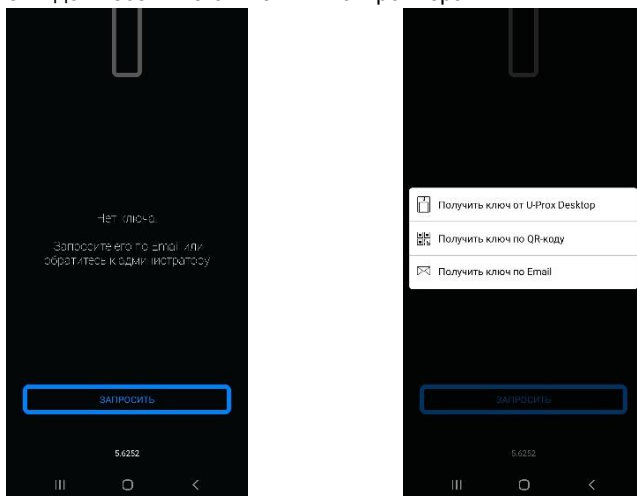 Нет ключа.
Запросите его по Email или
обратитесь к администратору
ЗАПРОСИТЬ
5.6252
Получить ключ от U-Prox Desktop
Получить ключ по QR-коду
Получить ключ по Email
ЗАПРОСИТЬ
5.6252